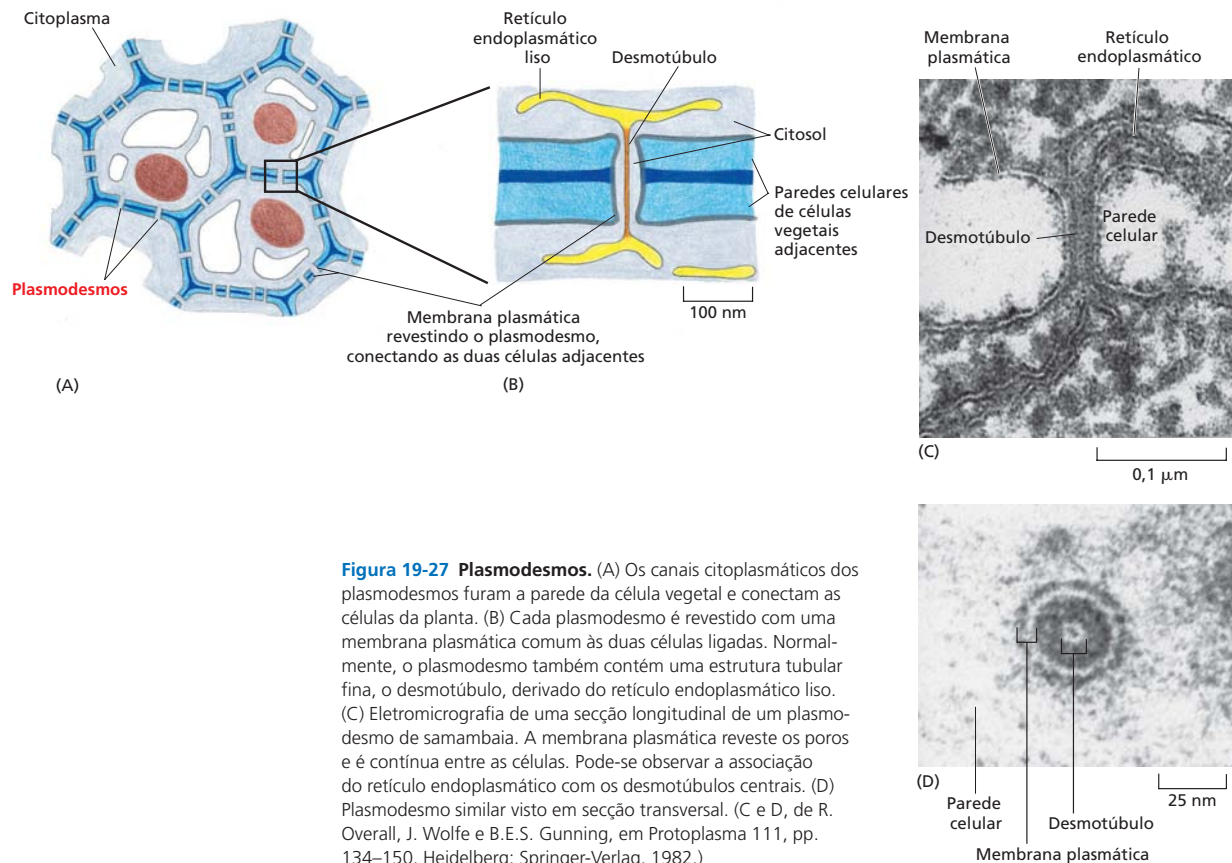 Citoplasma
Plasmodesmos
(A)
Retículo
endoplasmático
liso
Desmotúbulo
Citosol
Paredes celulares
de células
vegetais
adjacentes
100 nm
Membrana plasmática
revestindo o plasmodesmo,
conectando as duas células adjacentes
(B)
Membrana
plasmática
Retículo
endoplasmático
Desmotúbulo
Parede
celular
(C)
0,1 µm
Figura 19-27 Plasmodesmos. (A) Os canais citoplasmáticos dos
plasmodesmos furam a parede da célula vegetal e conectam as
células da planta. (B) Cada plasmodesmo é revestido com uma
membrana plasmática comum às duas células ligadas. Normal-
mente, o plasmodesmo também contém uma estrutura tubular
fina, o desmotúbulo, derivado do retículo endoplasmático liso.
(C) Eletromicrografia de uma secção longitudinal de um plasmo-
desmo de samambaia. A membrana plasmática reveste os poros
e é contínua entre as células. Pode-se observar a associação
do retículo endoplasmático com os desmotúbulos centrais. (D)
Plasmodesmo similar visto em secção transversal. (C e D, de R.
Overall, J. Wolfe e B.E.S. Gunning, em Protoplasma 111, pp.
134–150. Heidelberg: Springer-Verlag, 1982.)
(D)
25 nm
Parede
celular
Desmotúbulo
Membrana plasmática